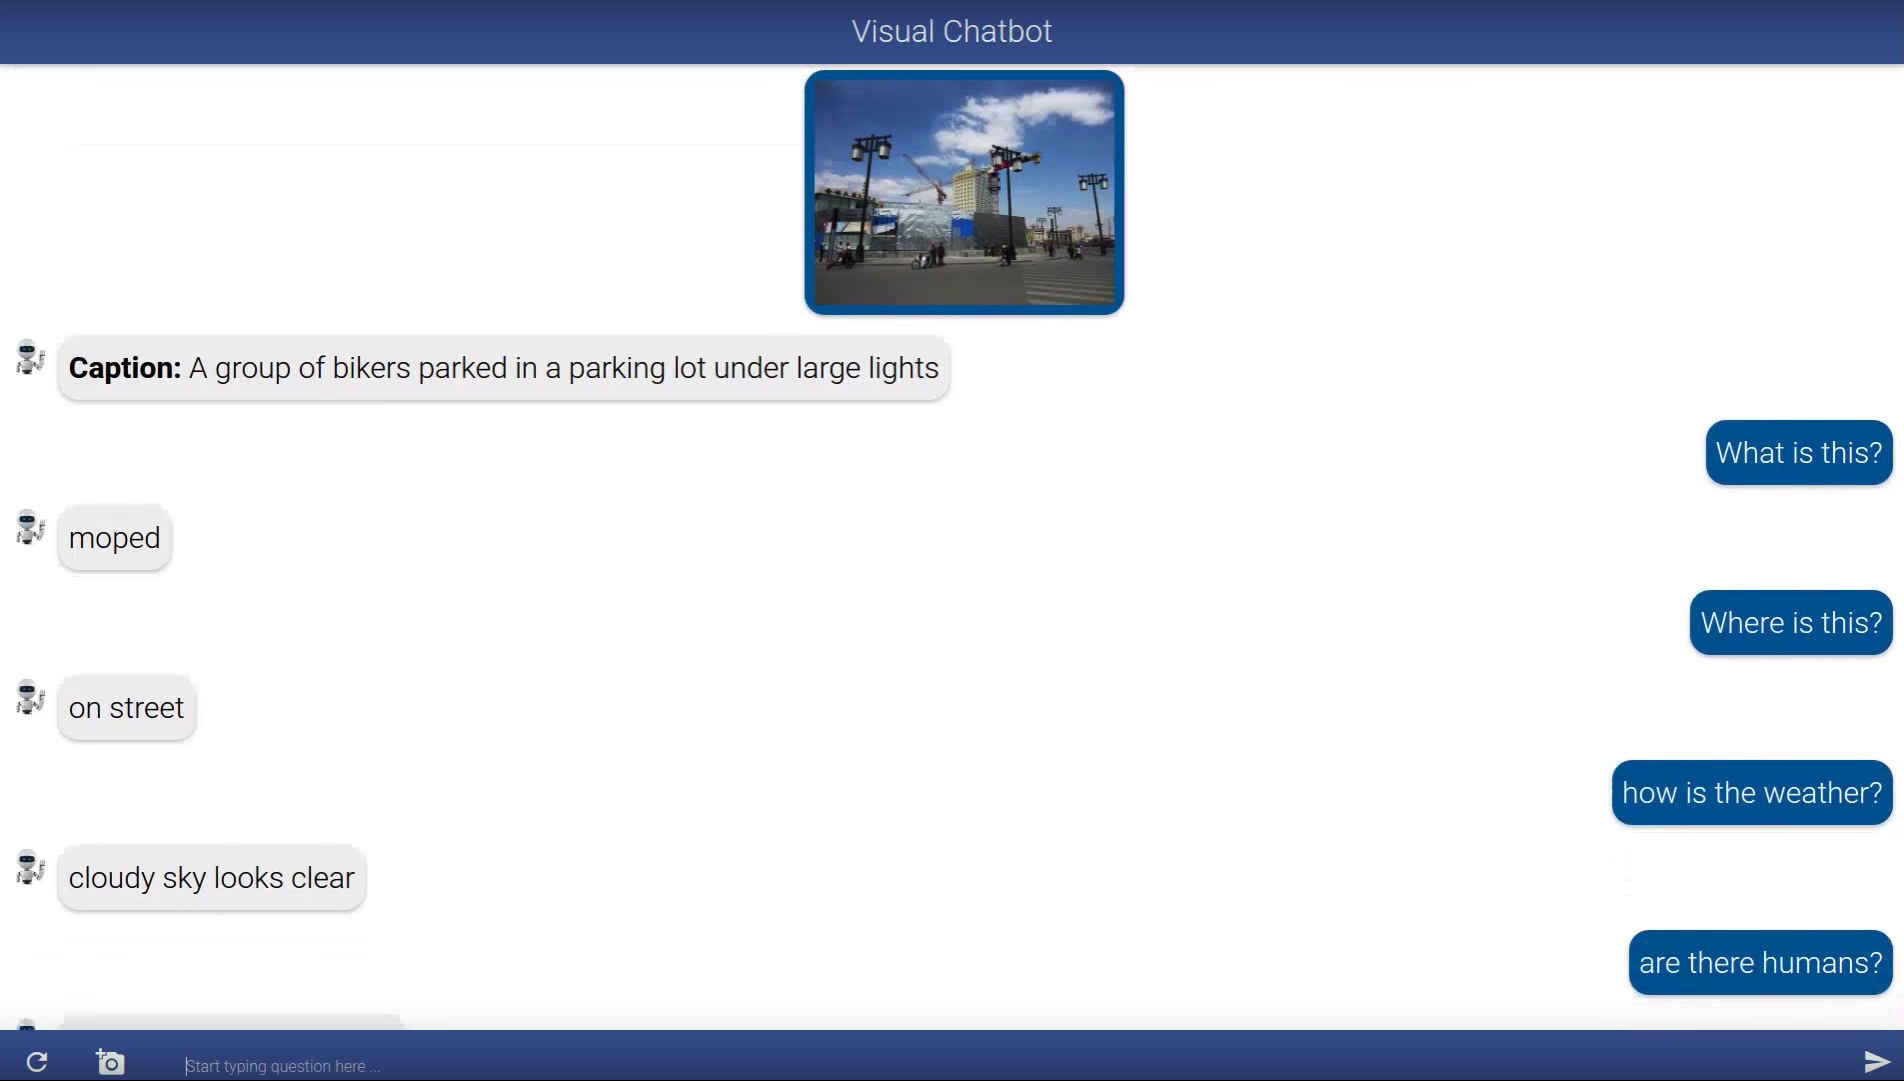 Visual Chatbot
Caption: A group of bikers parked in a parking lot under large lights
What is this?
moped
Where is this?
on street
how is the weather?
cloudy sky looks clear
are there humans?
Start typing question here ...